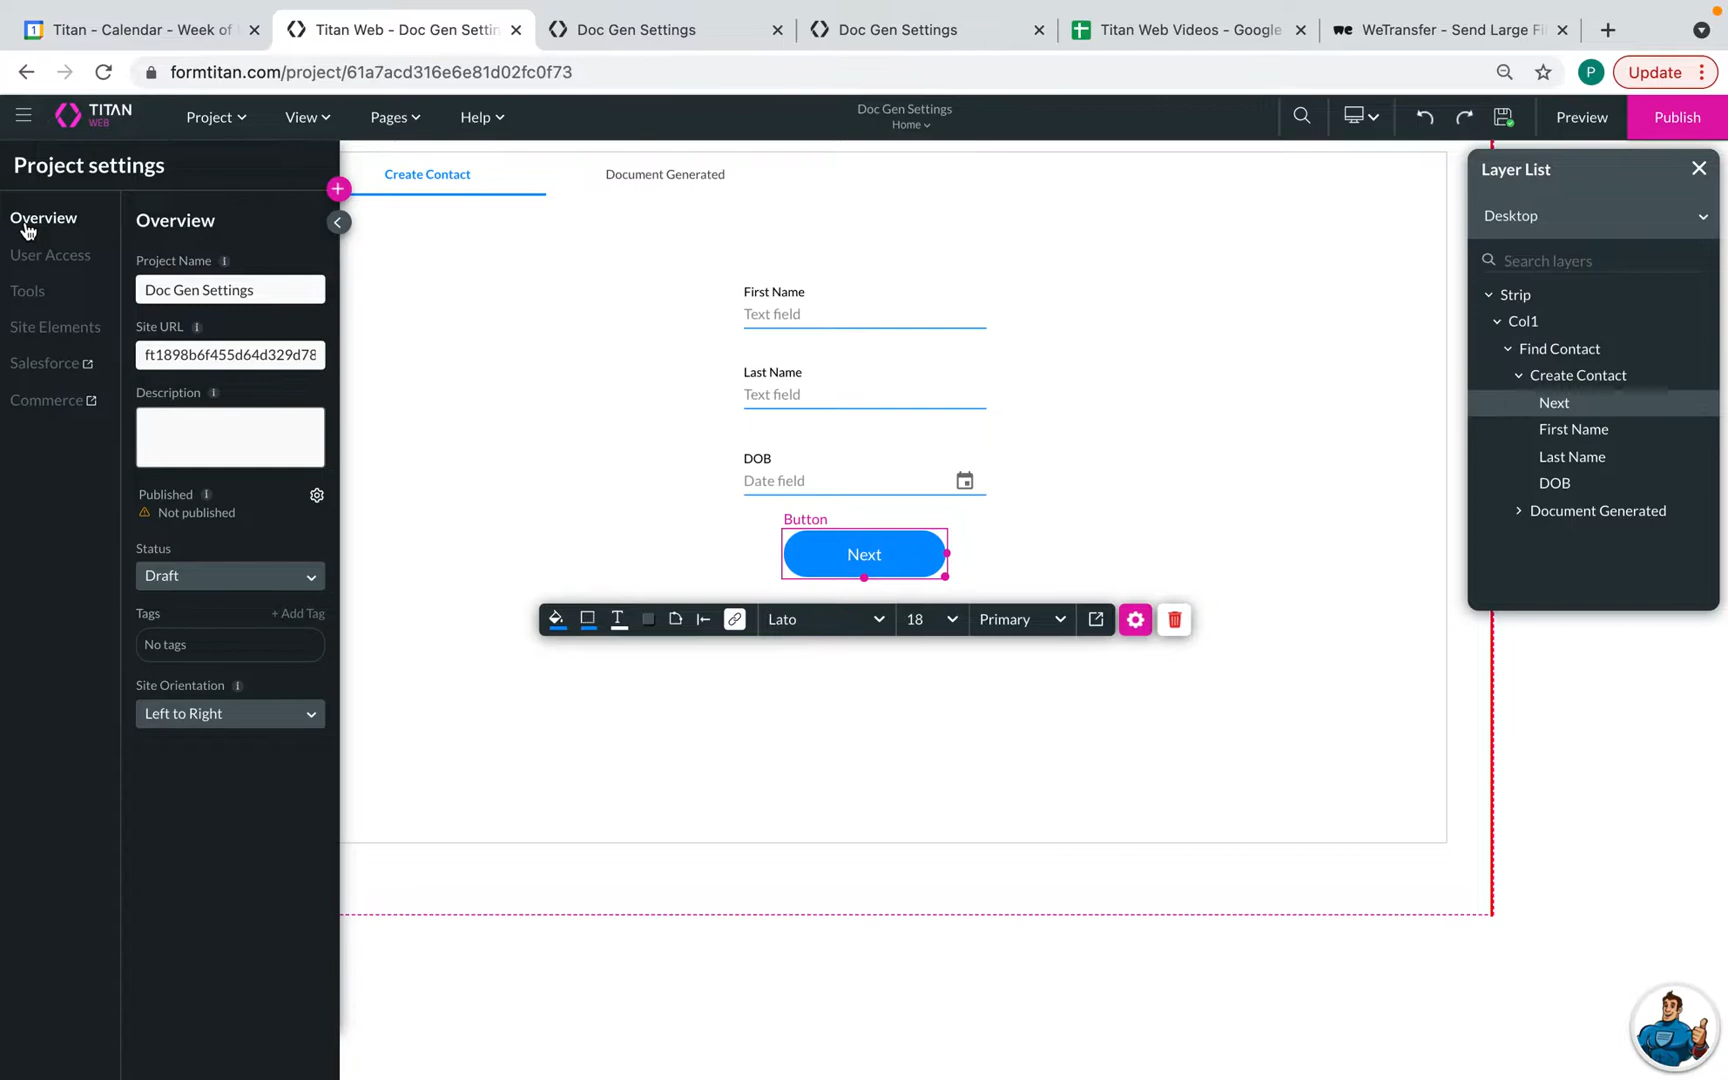 Titan - Calendar - Week of
Titan Web - Doc Gen Settin
Doc Gen Settings
Doc Gen Settings
Titan Web Videos - Google
WeTransfer - Send Large Fi
formtitan.com/project/61a7acd316e6e81d02fc0f73
P
Update
TITAN
WEB
Project
View
Pages
Help
Doc Gen Settings
Home
Preview
Publish
Project settings
Overview
User Access
Tools
Site Elements
Salesforce
Commerce
Overview
Project Name
Doc Gen Settings
Site URL
ft1898b6f455d64d329d78
Description
Published
Not published
Status
Draft
Tags
+ Add Tag
No tags
Site Orientation
Left to Right
Create Contact
Document Generated
First Name
Text field
Last Name
Text field
DOB
Date field
Button
Next
Lato
18
Primary
Layer List
Desktop
Search layers
Strip
Col1
Find Contact
Create Contact
Next
First Name
Last Name
DOB
Document Generated